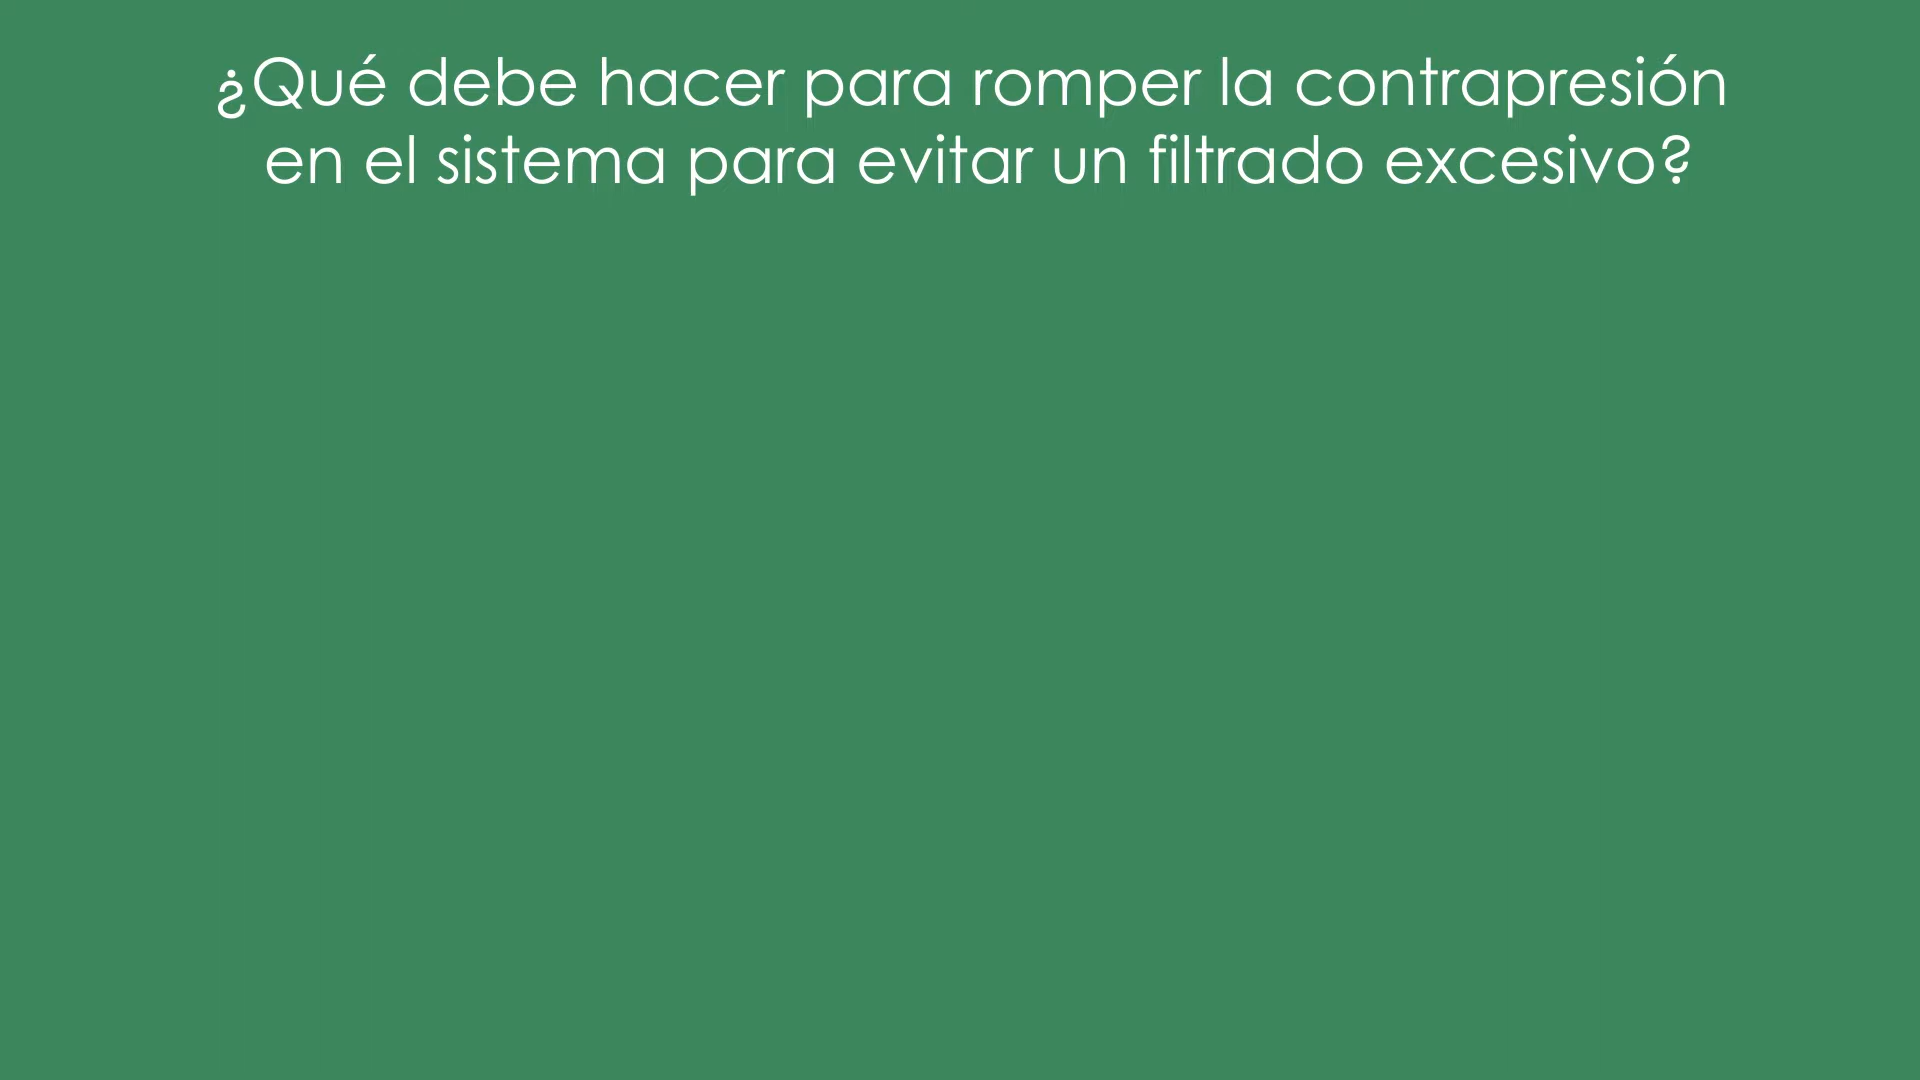 ¿Qué debe hacer para romper la contrapresión
en el sistema para evitar un filtrado excesivo?